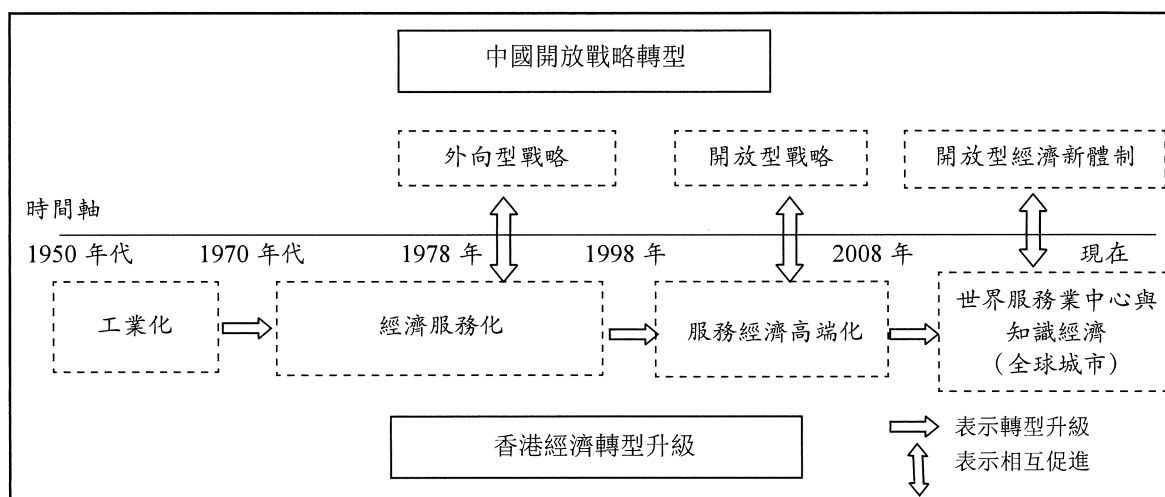 中國開放戰略轉型
外向型戰略
開放型戰略
開放型經濟新體制
時間軸
1950 年代
1970 年代
1978 年
1998 年
2008 年
現在
工業化
經濟服務化
服務經濟高端化
世界服務業中心與
知識經濟
（全球城市）
香港經濟轉型升級
表示轉型升級
表示相互促進